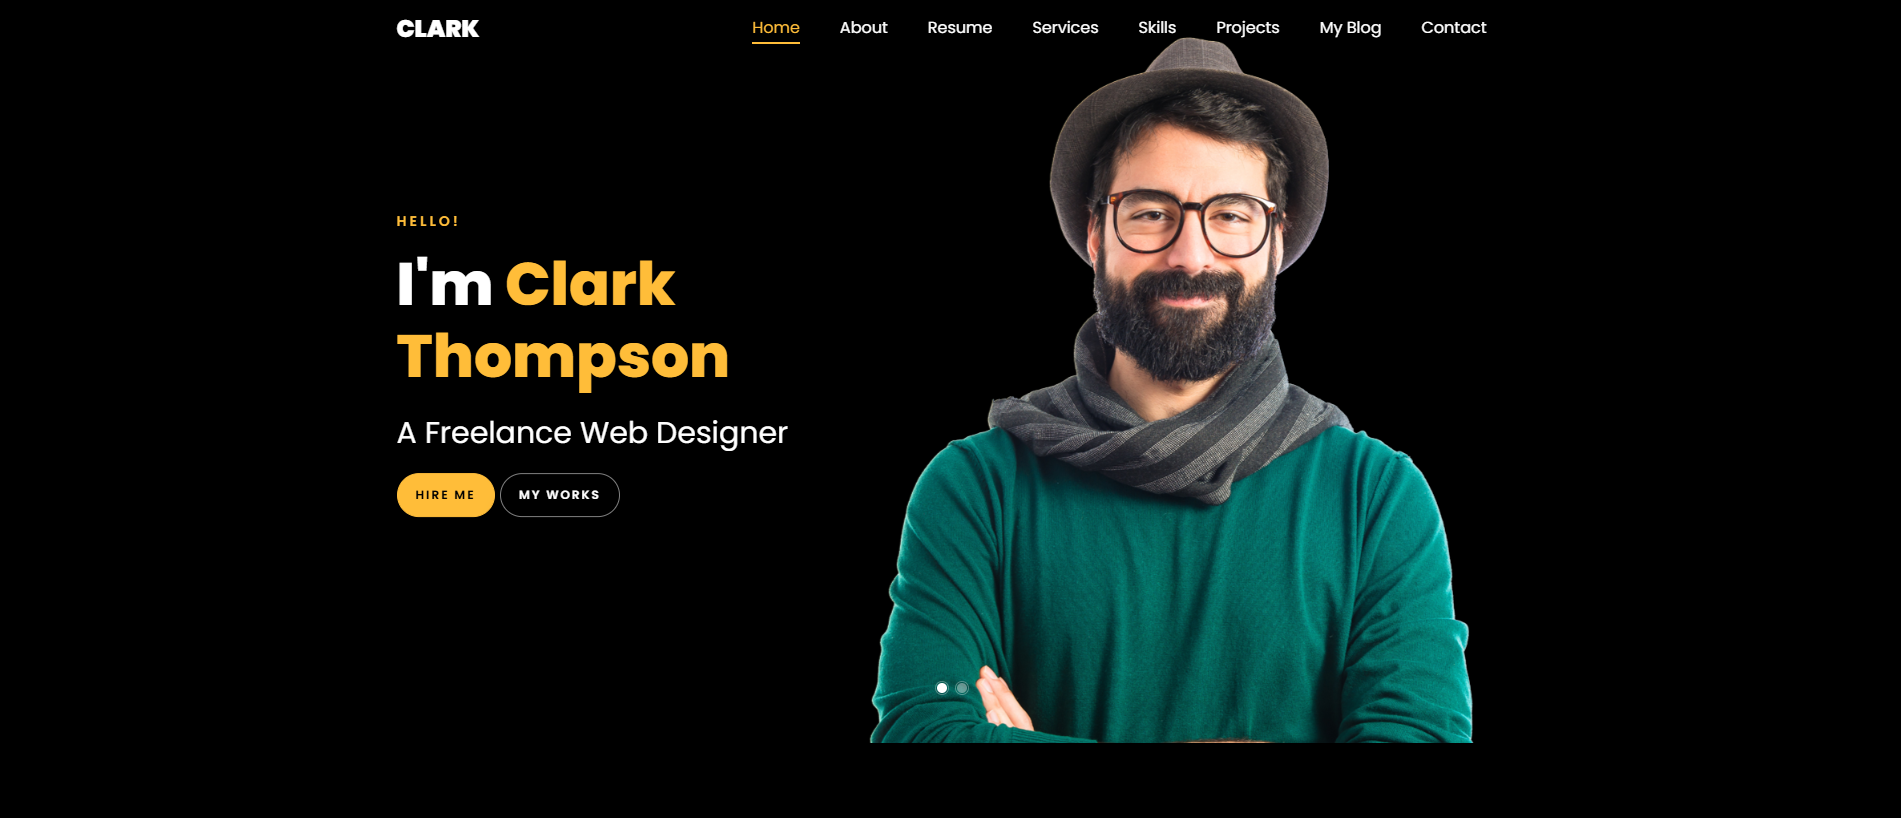 CLARK
Home About Resume Services Skills Projects My Blog Contact
HELLO!
I'm Clark
Thompson
A Freelance Web Designer
HIRE ME MY WORKS